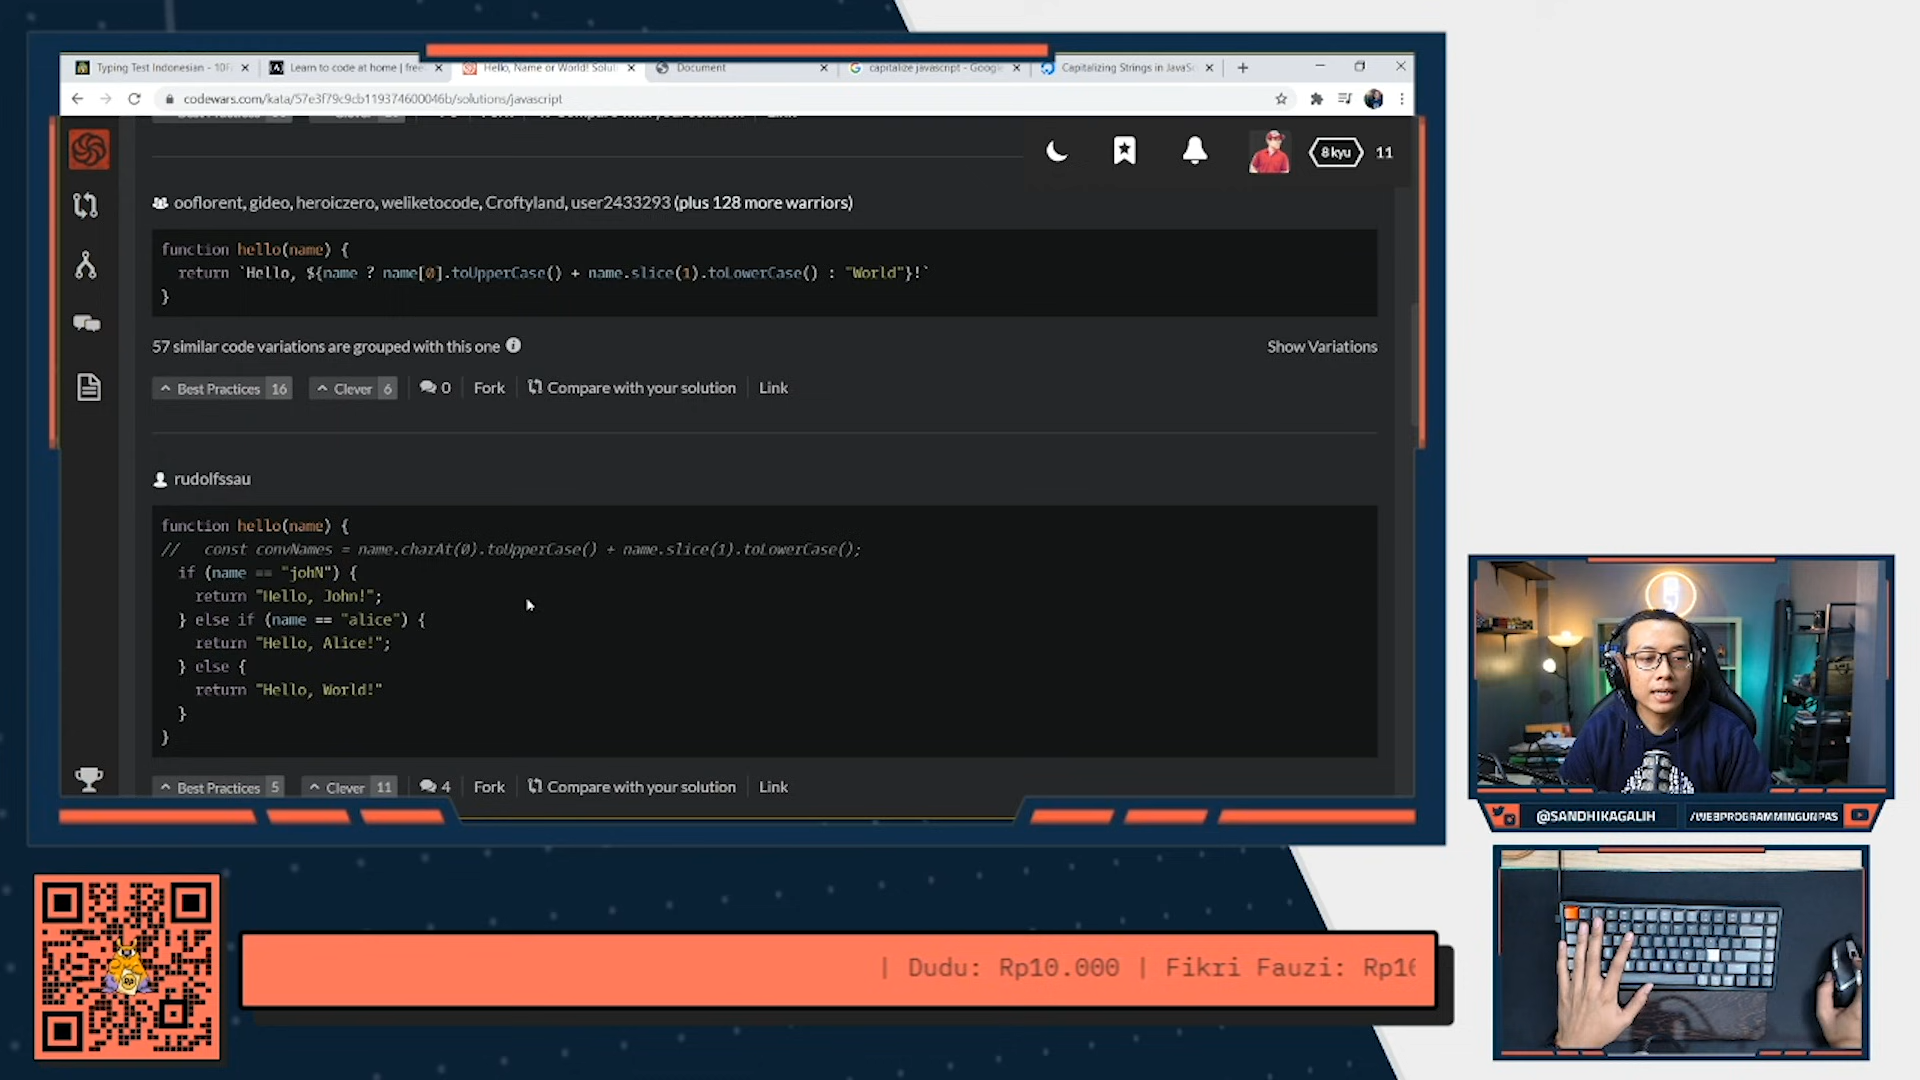 Typing Test Indonesian - 10F
Learn to code at home | free
Hello, Name or World! Soluti
Document
capitalize javascript - Googl
Capitalizing Strings in JavaSc
codewars.com/kata/57e3f79c9cb119374600046b/solutions/javascript
8 kyu
11
ooflorent, gideo, heroiczero, weliketocode, Croftyland, user2433293 (plus 128 more warriors)
function hello(name) {
return `Hello, ${name ? name[0].toUpperCase() + name.slice(1).toLowerCase() : "World"}!`
}
57 similar code variations are grouped with this one
Show Variations
Best Practices 16
Clever 6
0
Fork
Compare with your solution
Link
rudolfssau
function hello(name) {
//   const convNames = name.charAt(0).toUpperCase() + name.slice(1).toLowerCase();
if (name == "johN") {
return "Hello, John!";
} else if (name == "alice") {
return "Hello, Alice!";
} else {
return "Hello, World!"
}
}
Best Practices 5
Clever 11
4
Fork
Compare with your solution
Link
@SANDHIKAGALIH
/WEBPROGRAMMINGUNPAS
| Dudu: Rp10.000 | Fikri Fauzi: Rp10